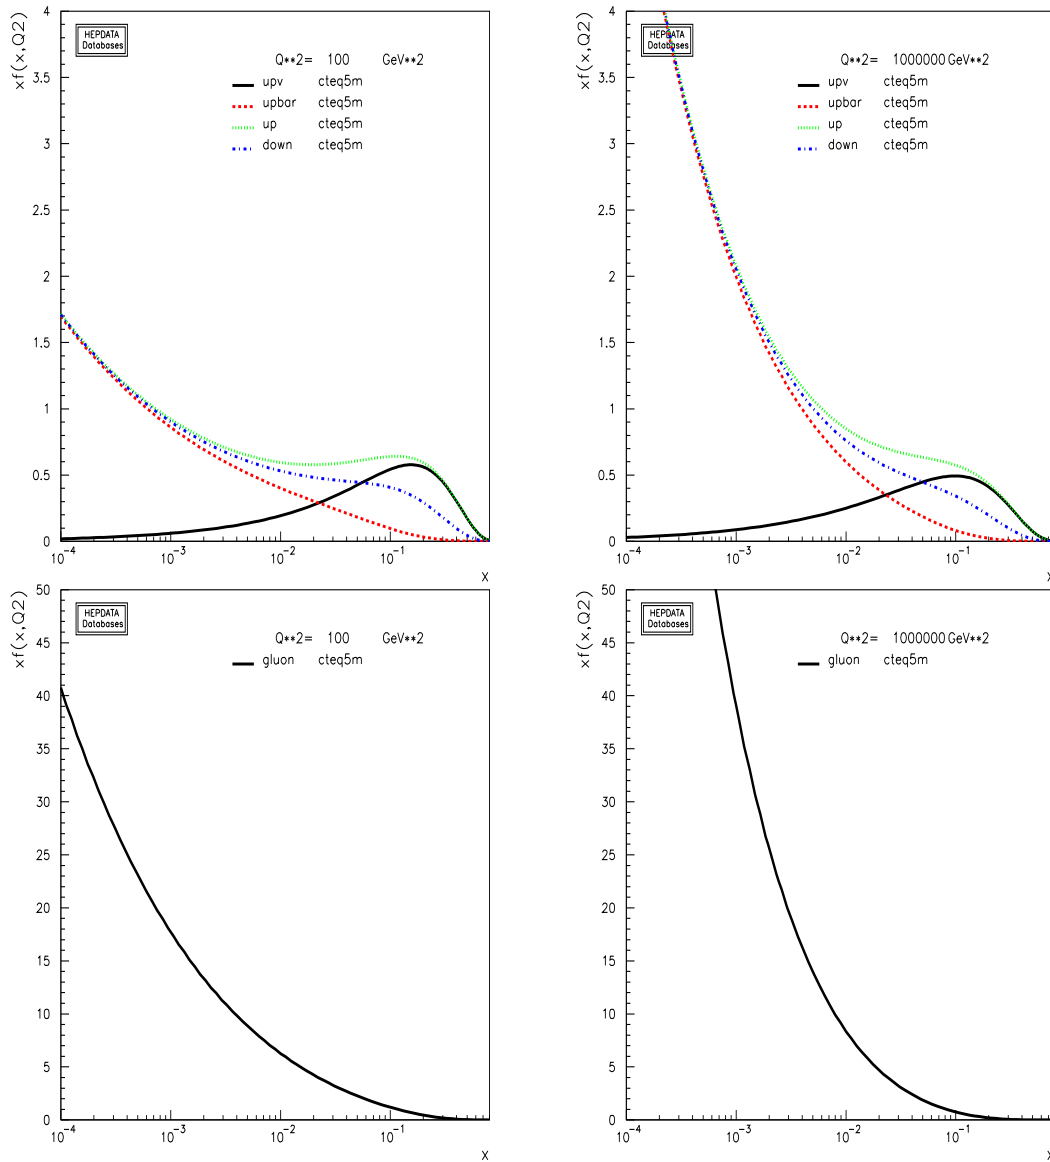 HEPDATA
Databases
Q**2= 100 GeV**2
upv cteq5m
upbar cteq5m
up cteq5m
down cteq5m
xf(x,Q2)
4
3.5
3
2.5
2
1.5
1
0.5
0
10⁻⁴ 10⁻³ 10⁻² 10⁻¹
x
HEPDATA
Databases
Q**2= 1000000 GeV**2
upv cteq5m
upbar cteq5m
up cteq5m
down cteq5m
xf(x,Q2)
4
3.5
3
2.5
2
1.5
1
0.5
0
10⁻⁴ 10⁻³ 10⁻² 10⁻¹
x
HEPDATA
Databases
Q**2= 100 GeV**2
gluon cteq5m
xf(x,Q2)
50
45
40
35
30
25
20
15
10
5
0
10⁻⁴ 10⁻³ 10⁻² 10⁻¹
x
HEPDATA
Databases
Q**2= 1000000 GeV**2
gluon cteq5m
xf(x,Q2)
50
45
40
35
30
25
20
15
10
5
0
10⁻⁴ 10⁻³ 10⁻² 10⁻¹
x